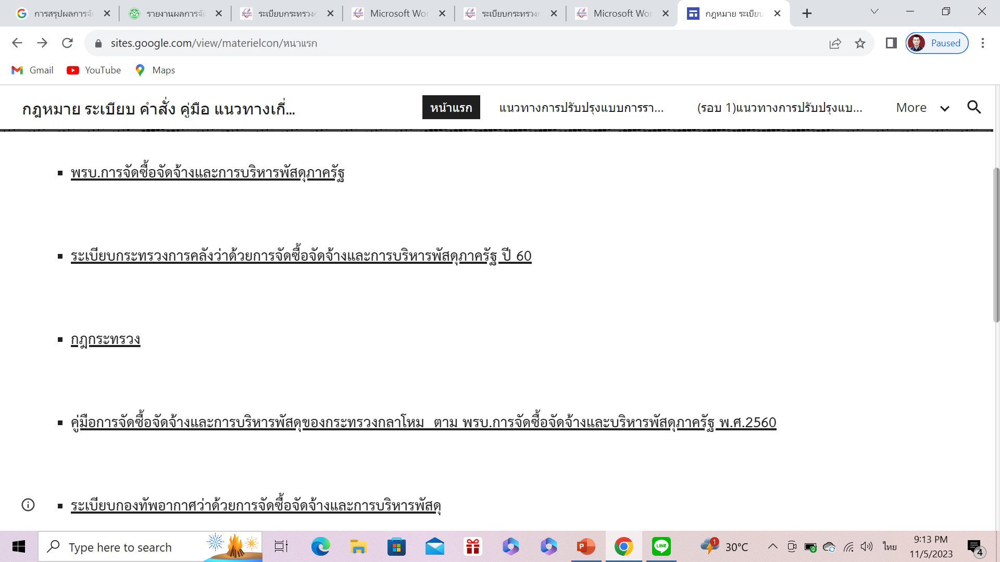 การสรุปผลการจั
รายงานผลการจั
ระเบียบกระทรวง
Microsoft Wor
ระเบียบกระทรวง
Microsoft Wor
กฎหมาย ระเบียบ
sites.google.com/view/materielcon/หนาแรก
Paused
Gmail
YouTube
Maps
กฎหมาย ระเบียบ คำสั่ง คู่มือ แนวทางเกี่...
หน้าแรก
แนวทางการปรับปรุงแบบการรา...
(รอบ 1)แนวทางการปรับปรุงแบ...
More
พรบ.การจัดซื้อจัดจ้างและการบริหารพัสดุภาครัฐ
ระเบียบกระทรวงการคลังว่าด้วยการจัดซื้อจัดจ้างและการบริหารพัสดุภาครัฐ ปี 60
กฎกระทรวง
คู่มือการจัดซื้อจัดจ้างและการบริหารพัสดุของกระทรวงกลาโหม  ตาม พรบ.การจัดซื้อจัดจ้างและบริหารพัสดุภาครัฐ พ.ศ.2560
ระเบียบกองทัพอากาศว่าด้วยการจัดซื้อจัดจ้างและการบริหารพัสดุ
Type here to search
LINE
1
30°C
ไทย
9:13 PM
11/5/2023
4